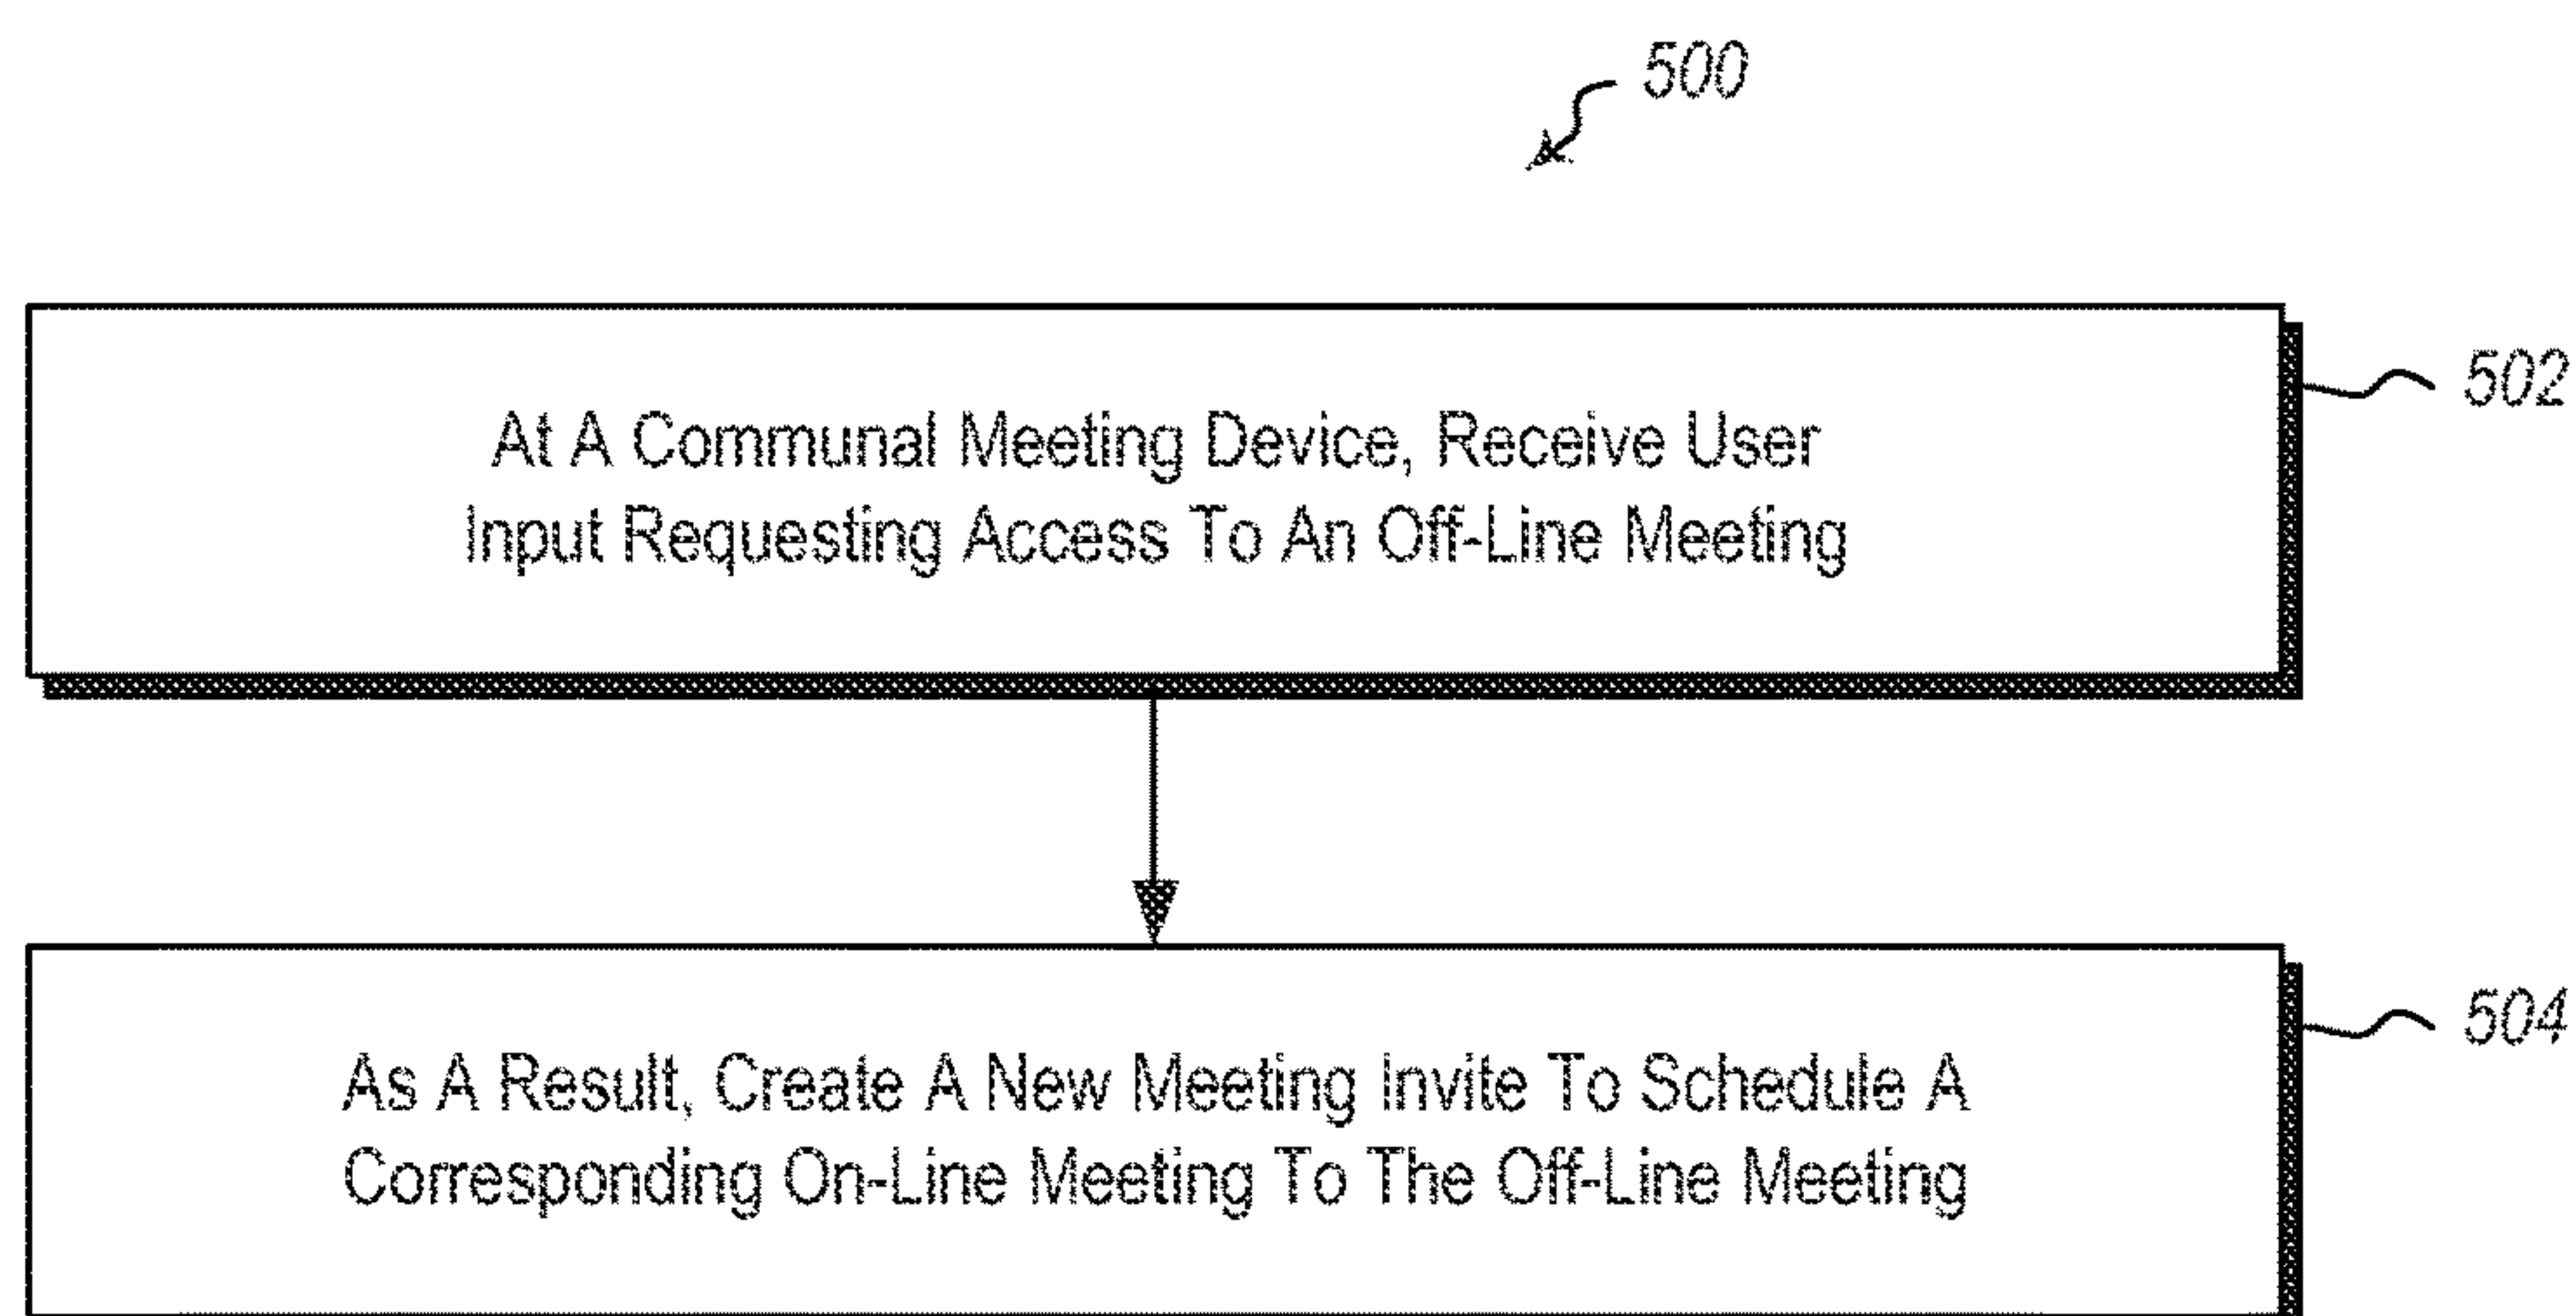 500
At A Communal Meeting Device, Receive User
Input Requesting Access To An Off-Line Meeting
502
As A Result, Create A New Meeting Invite To Schedule A
Corresponding On-Line Meeting To The Off-Line Meeting
504